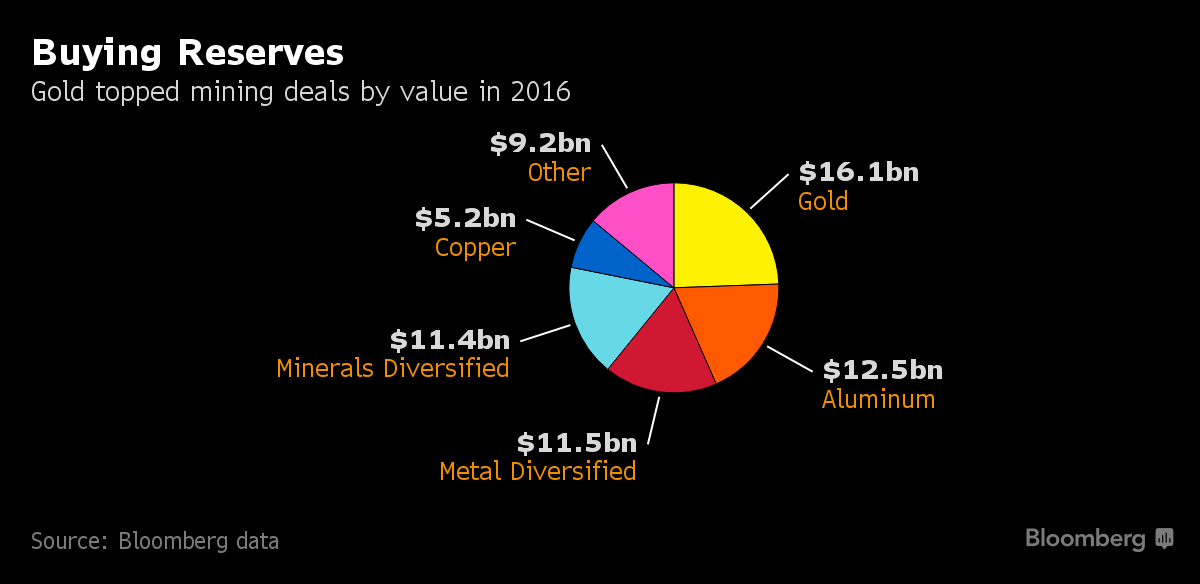 Buying Reserves
Gold topped mining deals by value in 2016
$9.2bn
Other
$16.1bn
Gold
$5.2bn
Copper
$11.4bn
Minerals Diversified
$12.5bn
Aluminum
$11.5bn
Metal Diversified
Source: Bloomberg data
Bloomberg